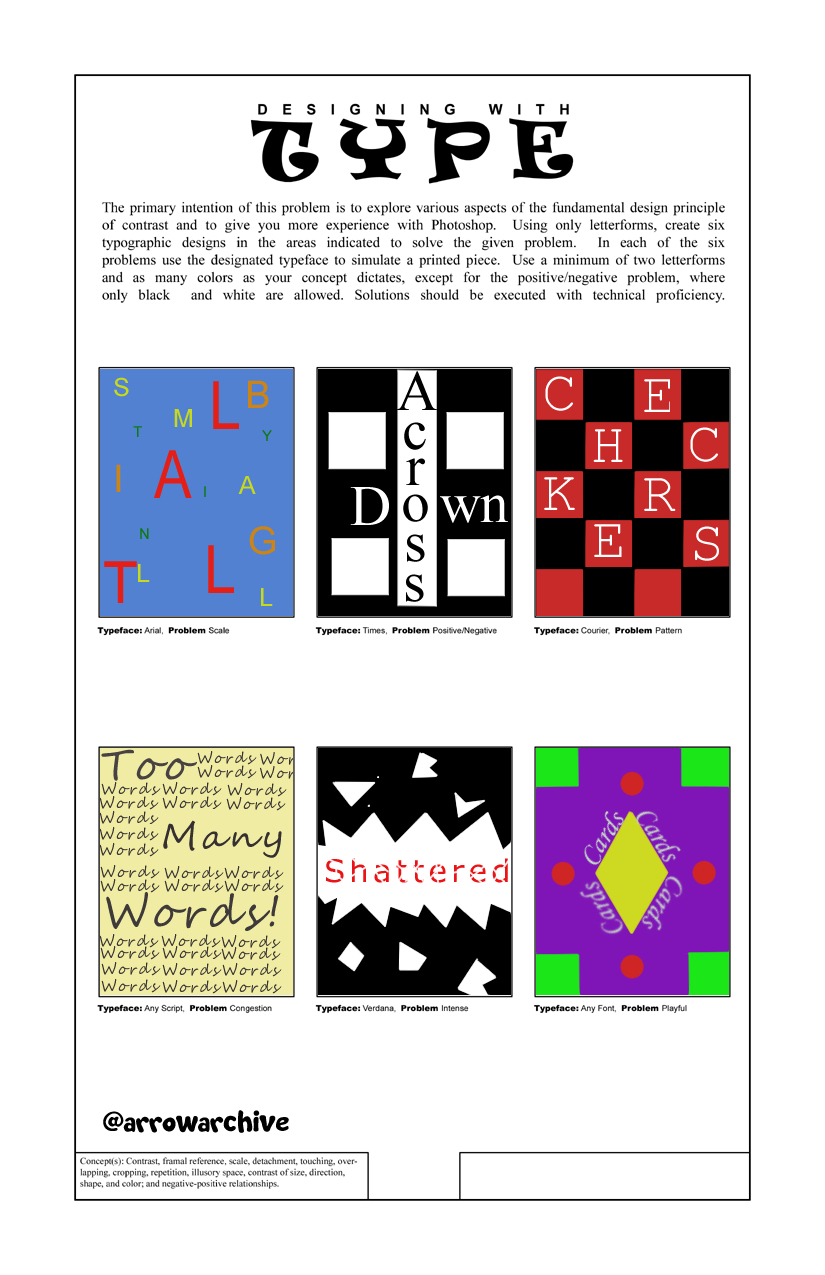 DESIGNING WITH
TYPE
The primary intention of this problem is to explore various aspects of the fundamental design principle
of contrast and to give you more experience with Photoshop. Using only letterforms, create six
typographic designs in the areas indicated to solve the given problem. In each of the six
problems use the designated typeface to simulate a printed piece. Use a minimum of two letterforms
and as many colors as your concept dictates, except for the positive/negative problem, where
only black and white are allowed. Solutions should be executed with technical proficiency.
S L B
M
T Y
I A I A
N G
T L L L
Typeface: Arial, Problem Scale
Across
Down
Typeface: Times, Problem Positive/Negative
C E
H C
K R
E S
Typeface: Courier, Problem Pattern
Too Words Wor
Words Wor
Words Words Words
Words Words Words
Words
Words Many
Words
Words Words Words
Words Words Words
Words!
Words Words Words
Words Words Words
Words Words Words
Words Words Words
Typeface: Any Script, Problem Congestion
Shattered
Typeface: Verdana, Problem Intense
Cards Cards
Cards Cards
Typeface: Any Font, Problem Playful
@arrowarchive
Concept(s): Contrast, framal reference, scale, detachment, touching, over-
lapping, cropping, repetition, illusory space, contrast of size, direction,
shape, and color; and negative-positive relationships.